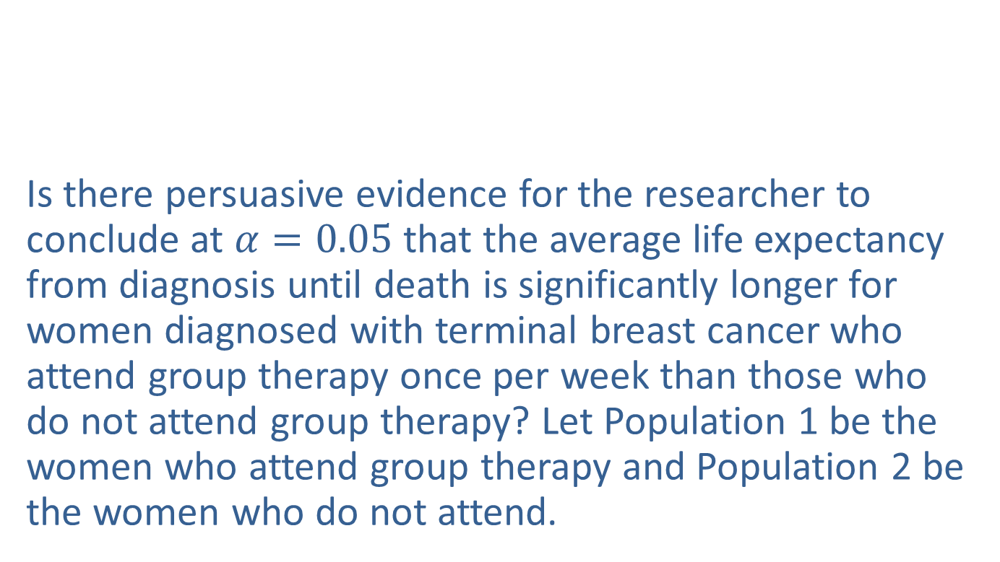 Is there persuasive evidence for the researcher to
conclude at 𝛼 = 0.05 that the average life expectancy
from diagnosis until death is significantly longer for
women diagnosed with terminal breast cancer who
attend group therapy once per week than those who
do not attend group therapy? Let Population 1 be the
women who attend group therapy and Population 2 be
the women who do not attend.